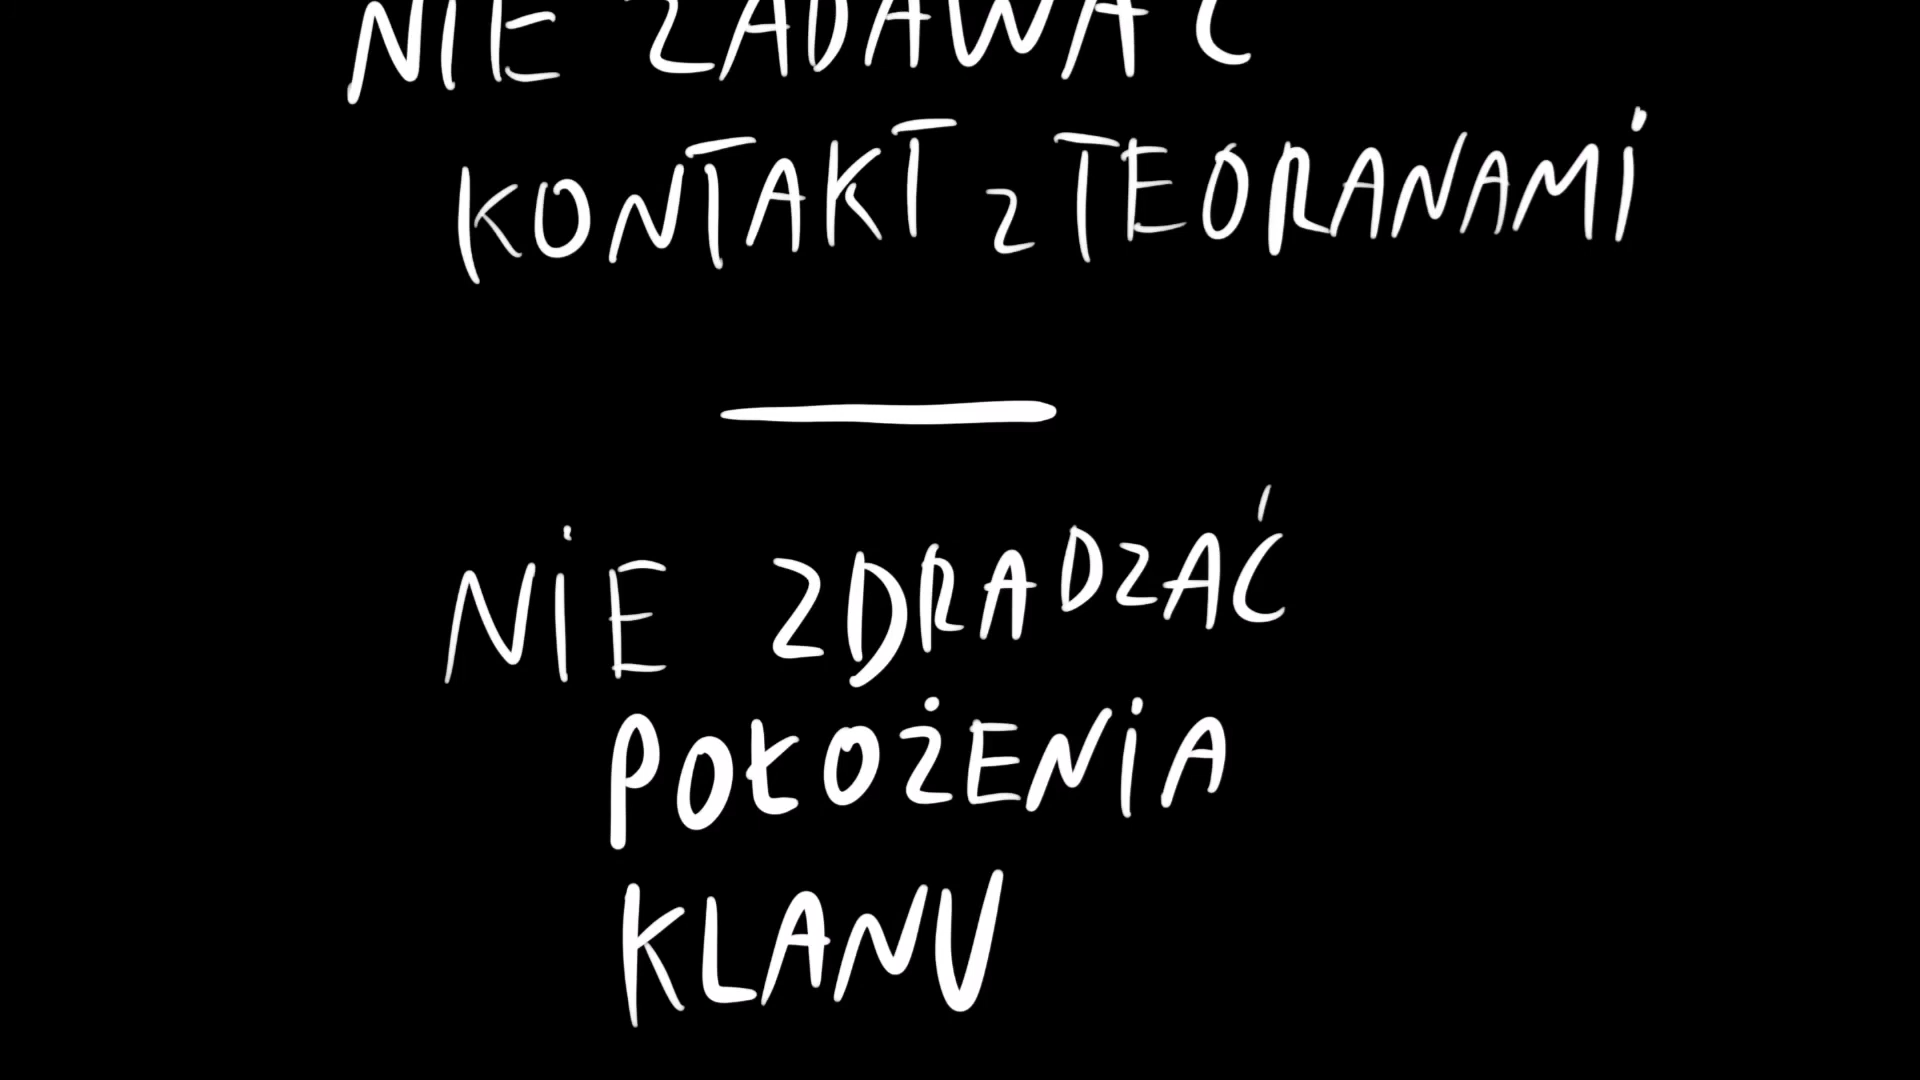 NIE ZADAWAĆ
KONTAKT z TEORANAMI
NIE ZDRADZAĆ
POŁOŻENIA
KLANU